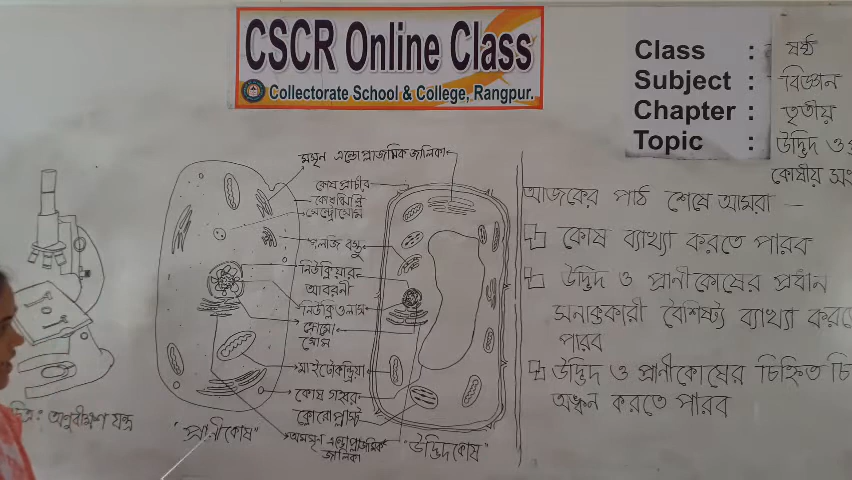 CSCR Online Class
Collectorate School & College, Rangpur.
Class : ষষ্ঠ
Subject : বিজ্ঞান
Chapter : তৃতীয়
Topic : উদ্ভিদ ও
কোষীয়
মসৃণ এন্ডোপ্লাজমিক জালিকা
কোষ প্রাচীর
কোষঝিল্লি
সেন্ট্রোসোম
গলজি বস্তু
নিউক্লিয়ার
আবরনী
নিউক্লিওলাস
মাইটোকন্ড্রিয়া
কোষ গহ্বর
ক্লোরোপ্লাস্ট
অমসৃণ এন্ডোপ্লাজমিক
জালিকা
চিত্র: অনুবীক্ষণ যন্ত্র
"প্রাণীকোষ"
"উদ্ভিদকোষ"
আজকের পাঠ শেষে আমরা —
কোষ ব্যাখ্যা করতে পারব
উদ্ভিদ ও প্রাণীকোষের প্রধান
সনাক্তকারী বৈশিষ্ট্য ব্যাখ্যা করতে
পারব
উদ্ভিদ ও প্রাণীকোষের চিহ্নিত চি
অঙ্কন করতে পারব